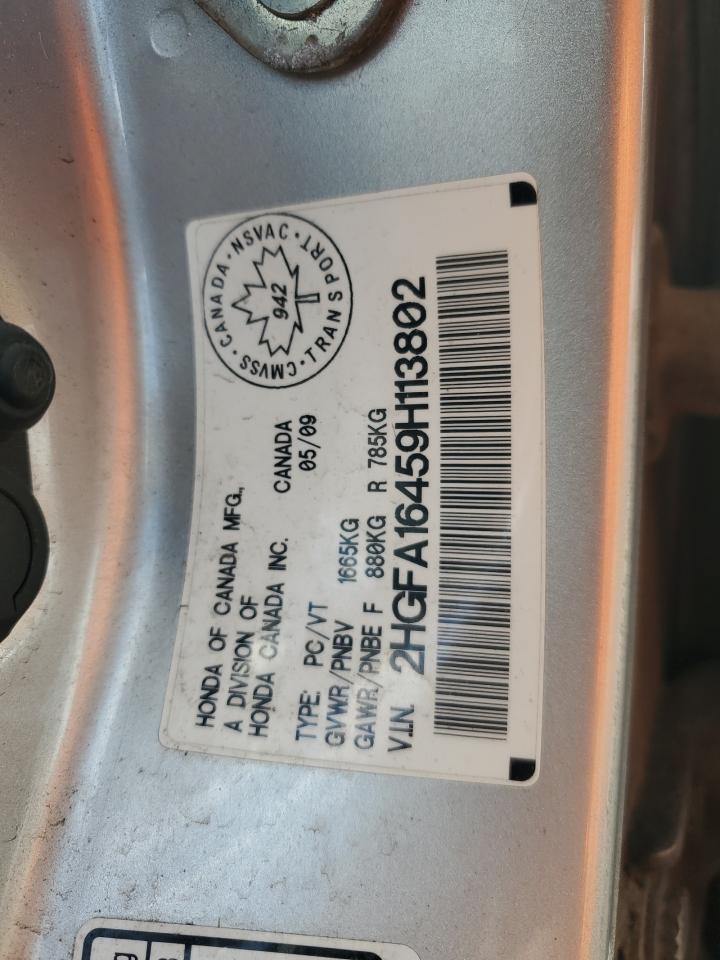 CMVSS · CANADA · NSVAC · TRANSPORT ·
942
HONDA OF CANADA MFG.,
A DIVISION OF
HONDA CANADA INC. CANADA
TYPE: PC/VT 05/09
GVWR/PNBV 1665KG
GAWR/PNBE F 880KG R 785KG
V.I.N. 2HGFA16459H113802